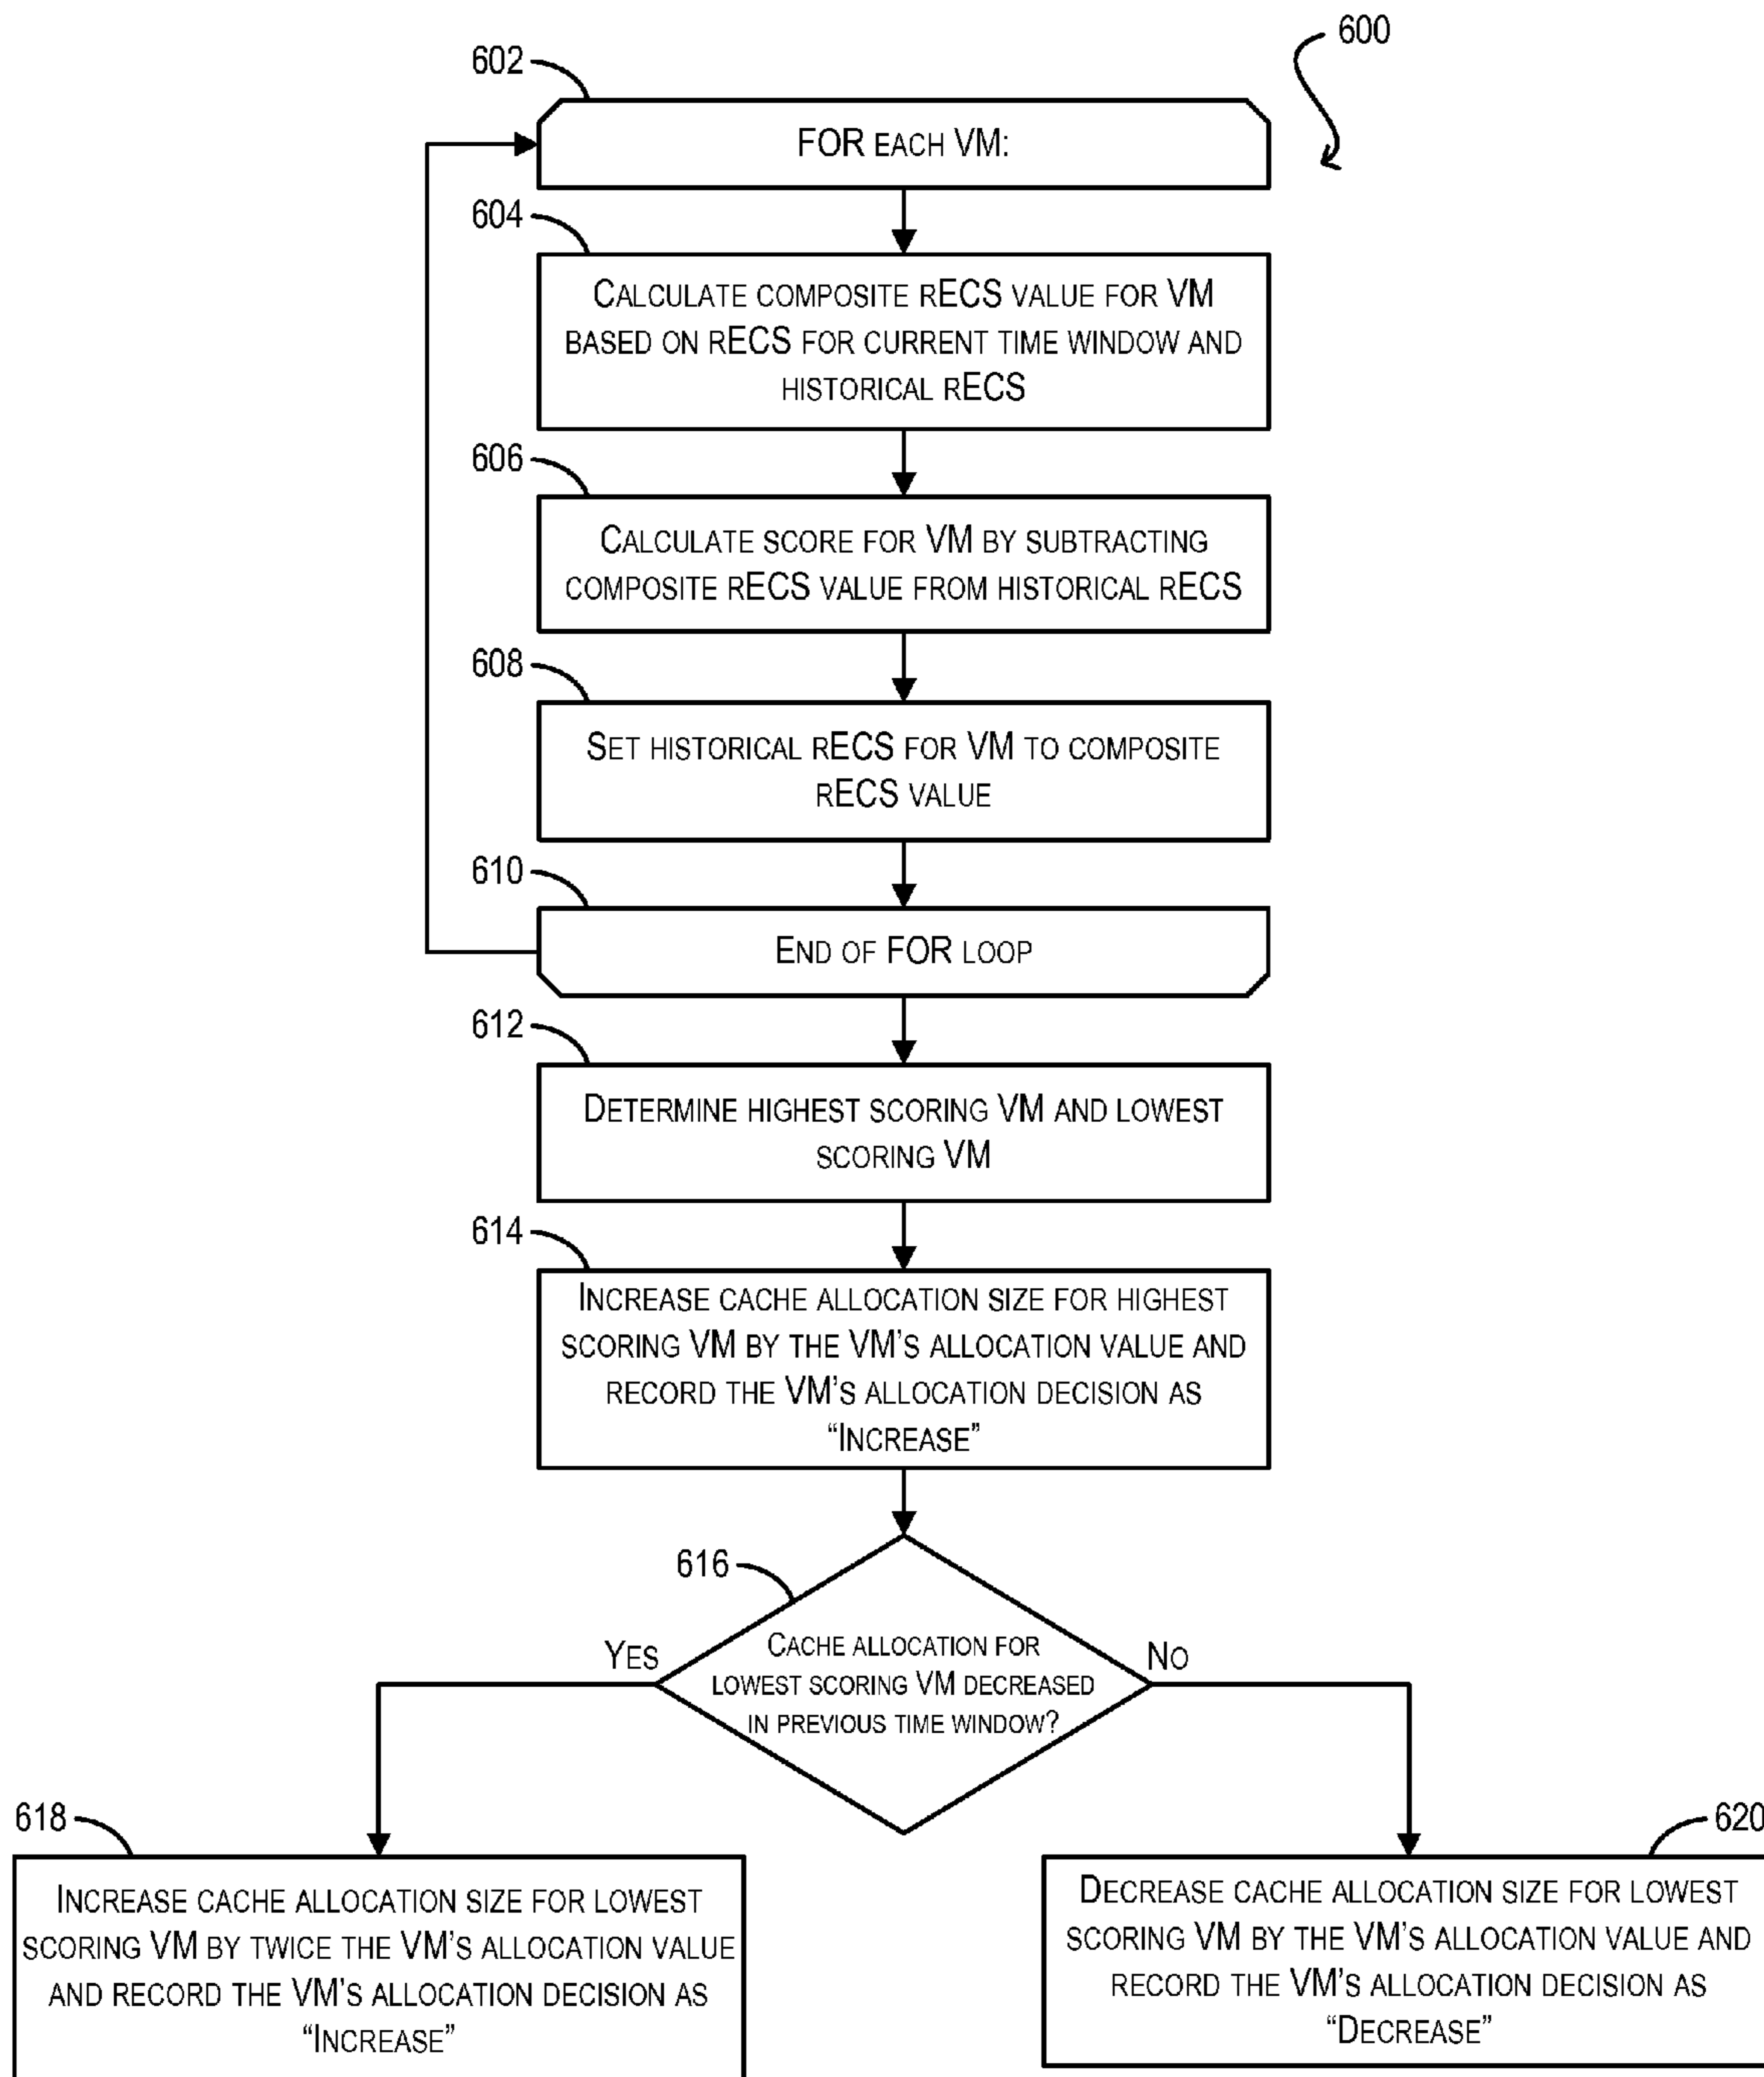 600
602
FOR EACH VM:
604
CALCULATE COMPOSITE RECS VALUE FOR VM
BASED ON RECS FOR CURRENT TIME WINDOW AND
HISTORICAL RECS
606
CALCULATE SCORE FOR VM BY SUBTRACTING
COMPOSITE RECS VALUE FROM HISTORICAL RECS
608
SET HISTORICAL RECS FOR VM TO COMPOSITE
RECS VALUE
610
END OF FOR LOOP
612
DETERMINE HIGHEST SCORING VM AND LOWEST
SCORING VM
614
INCREASE CACHE ALLOCATION SIZE FOR HIGHEST
SCORING VM BY THE VM'S ALLOCATION VALUE AND
RECORD THE VM'S ALLOCATION DECISION AS
“INCREASE”
616
CACHE ALLOCATION FOR
LOWEST SCORING VM DECREASED
IN PREVIOUS TIME WINDOW?
YES
NO
618
INCREASE CACHE ALLOCATION SIZE FOR LOWEST
SCORING VM BY TWICE THE VM'S ALLOCATION VALUE
AND RECORD THE VM'S ALLOCATION DECISION AS
“INCREASE”
620
DECREASE CACHE ALLOCATION SIZE FOR LOWEST
SCORING VM BY THE VM'S ALLOCATION VALUE AND
RECORD THE VM'S ALLOCATION DECISION AS
“DECREASE”